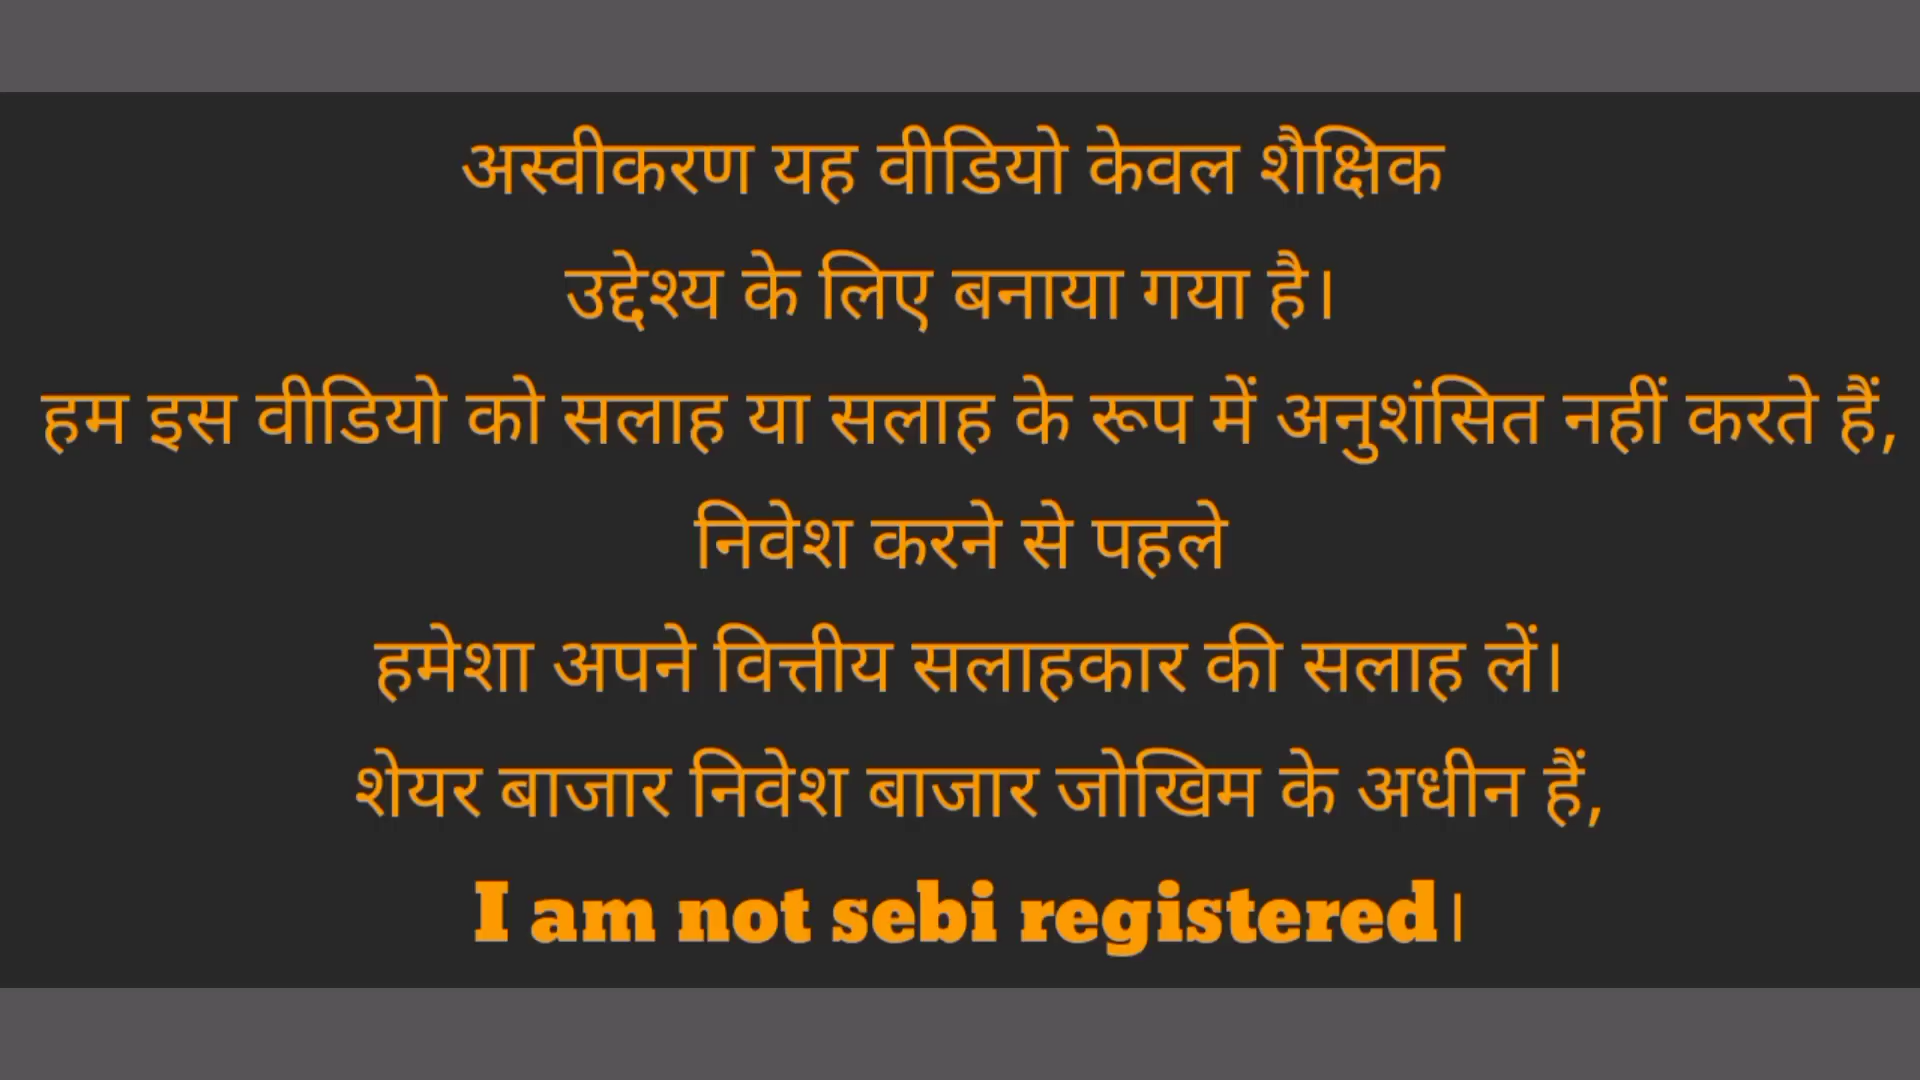 अस्वीकरण यह वीडियो केवल शैक्षिक
उद्देश्य के लिए बनाया गया है।
हम इस वीडियो को सलाह या सलाह के रूप में अनुशंसित नहीं करते हैं,
निवेश करने से पहले
हमेशा अपने वित्तीय सलाहकार की सलाह लें।
शेयर बाजार निवेश बाजार जोखिम के अधीन हैं,
I am not sebi registered।